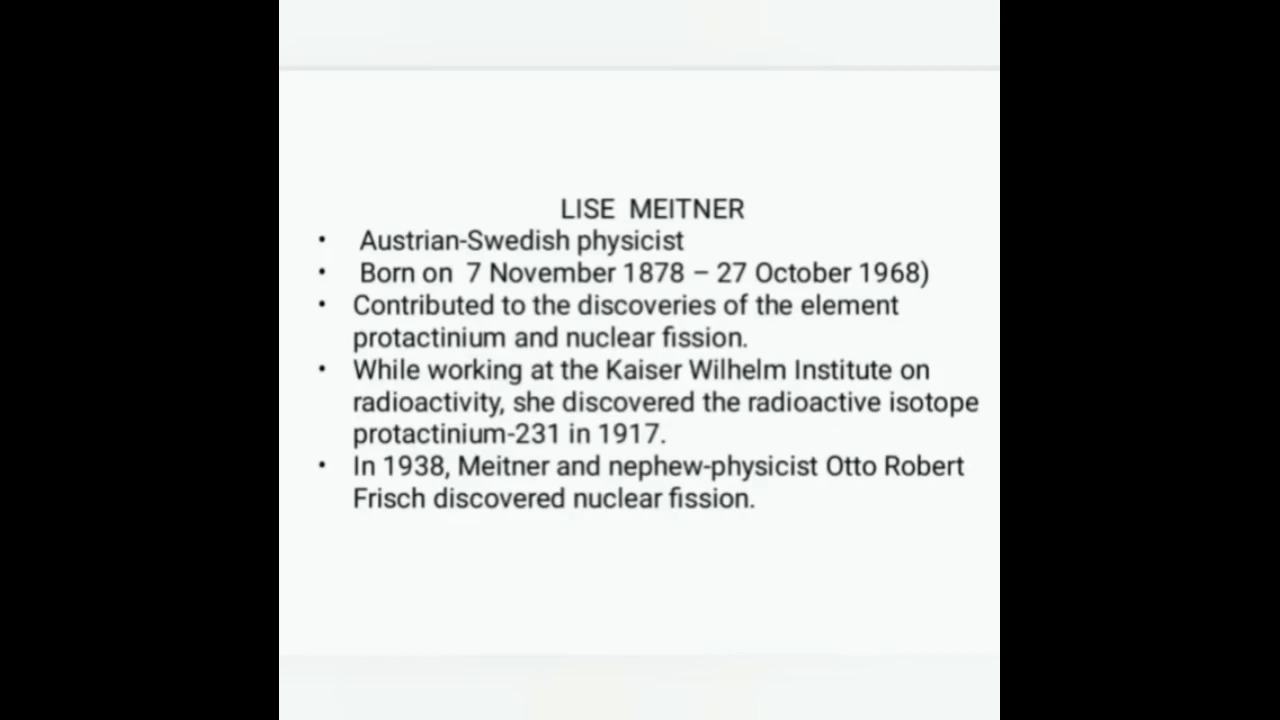 LISE MEITNER
• Austrian-Swedish physicist
• Born on 7 November 1878 – 27 October 1968)
• Contributed to the discoveries of the element
protactinium and nuclear fission.
• While working at the Kaiser Wilhelm Institute on
radioactivity, she discovered the radioactive isotope
protactinium-231 in 1917.
• In 1938, Meitner and nephew-physicist Otto Robert
Frisch discovered nuclear fission.